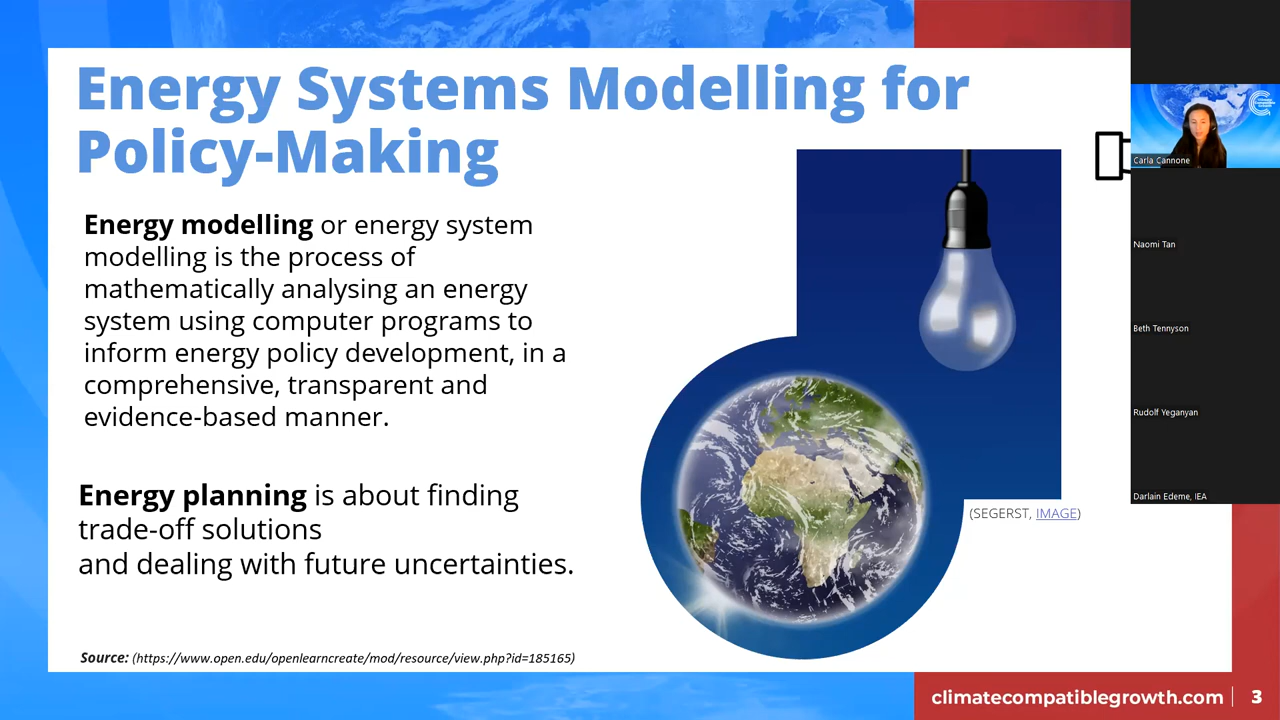 Energy Systems Modelling for
Policy-Making
Energy modelling or energy system
modelling is the process of
mathematically analysing an energy
system using computer programs to
inform energy policy development, in a
comprehensive, transparent and
evidence-based manner.
Energy planning is about finding
trade-off solutions
and dealing with future uncertainties.
Source: (https://www.open.edu/openlearncreate/mod/resource/view.php?id=185165)
(SEGERST, IMAGE)
climatecompatiblegrowth.com
3
Carla Cannone
Naomi Tan
Beth Tennyson
Rudolf Yeganyan
Darlain Edeme, IEA